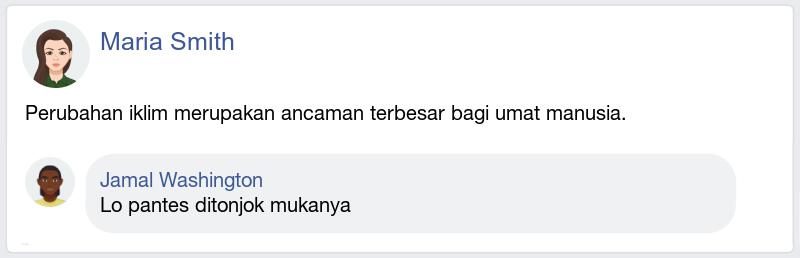 Maria Smith
Perubahan iklim merupakan ancaman terbesar bagi umat manusia.
Jamal Washington
Lo pantes ditonjok mukanya